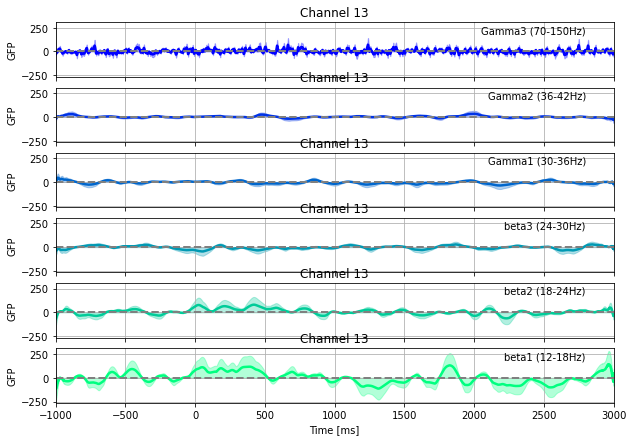 Channel 13
250
0
−250
GFP
Gamma3 (70-150Hz)
Channel 13
250
0
−250
GFP
Gamma2 (36-42Hz)
Channel 13
250
0
−250
GFP
Gamma1 (30-36Hz)
Channel 13
250
0
−250
GFP
beta3 (24-30Hz)
Channel 13
250
0
−250
GFP
beta2 (18-24Hz)
Channel 13
250
0
−250
GFP
beta1 (12-18Hz)
−1000 −500 0 500 1000 1500 2000 2500 3000
Time [ms]